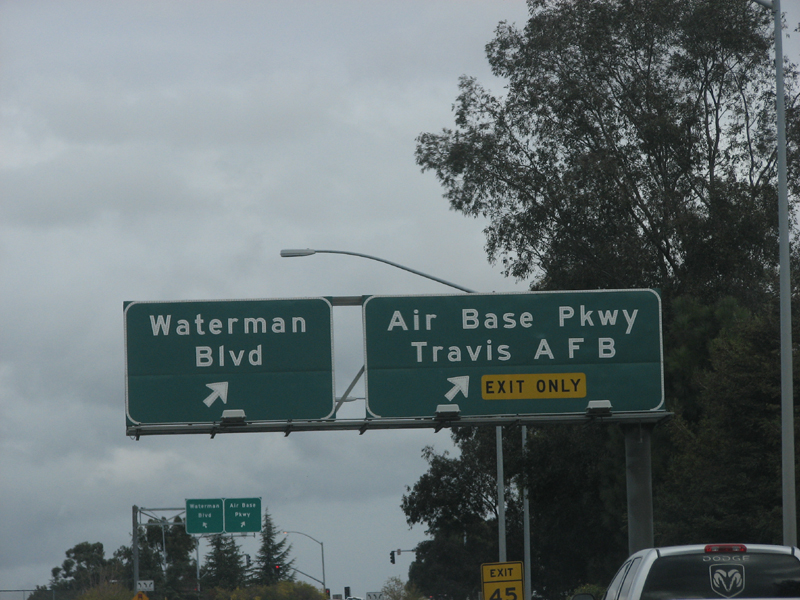 Waterman
Blvd
Air Base Pkwy
Travis AFB
EXIT ONLY
Waterman
Blvd
Air Base
Pkwy
EXIT
45
DODGE